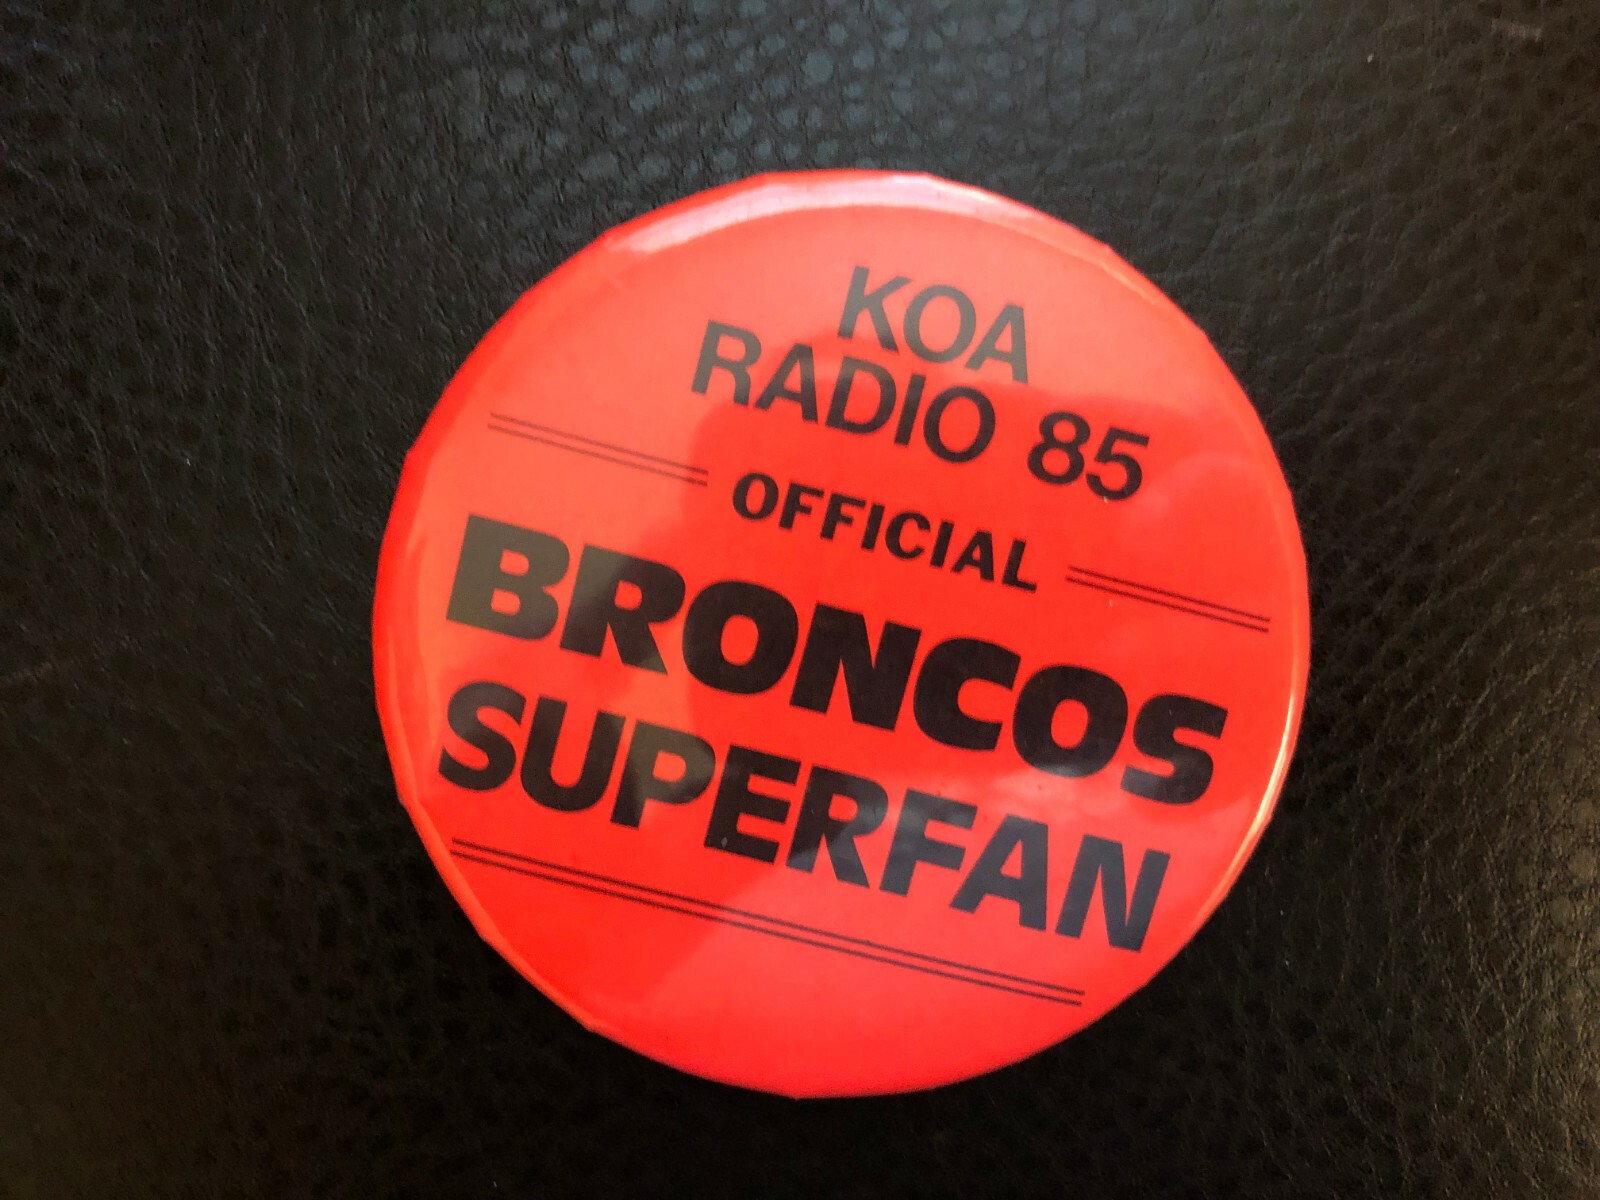 KOA
RADIO 85
OFFICIAL
BRONCOS
SUPERFAN